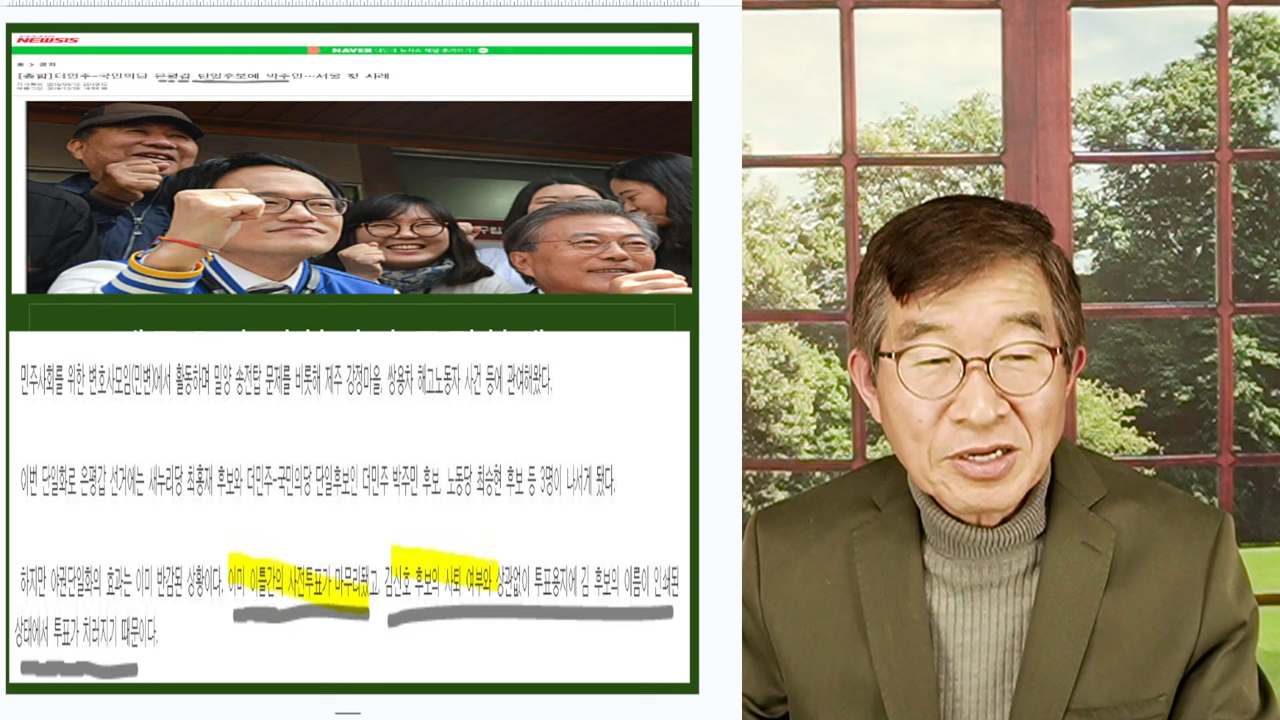 NEWSIS
NAVER
홈 > 정치
[종합]더민주-국민의당 은평갑 단일후보에 박주민…서울 첫 사례
구립
민주사회를 위한 변호사모임(민변)에서 활동하며 밀양 송전탑 문제를 비롯해 제주 강정마을, 쌍용차 해고노동자 사건 등에 관여해왔다.
이번 단일화로 은평갑 선거에는 새누리당 최홍재 후보와 더민주-국민의당 단일후보인 더민주 박주민 후보, 노동당 최승현 후보 등 3명이 나서게 됐다.
하지만 야권단일화의 효과는 이미 반감된 상황이다. 이미 이틀간의 사전투표가 마무리됐고, 김신호 후보의 사퇴 여부와 상관없이 투표용지에 김 후보의 이름이 인쇄된
상태에서 투표가 치러지기 때문이다.